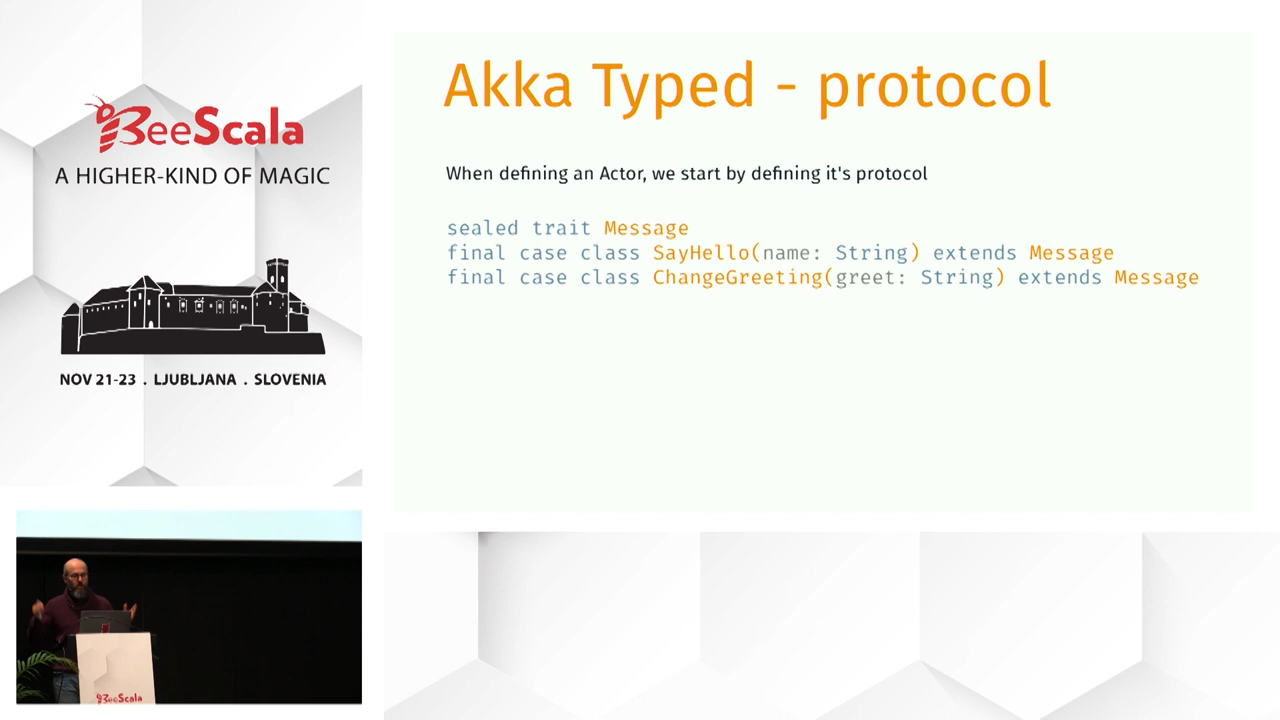 BeeScala
A HIGHER-KIND OF MAGIC
NOV 21-23 . LJUBLJANA . SLOVENIA
Akka Typed - protocol
When defining an Actor, we start by defining it's protocol
sealed trait Message
final case class SayHello(name: String) extends Message
final case class ChangeGreeting(greet: String) extends Message
BeeScala